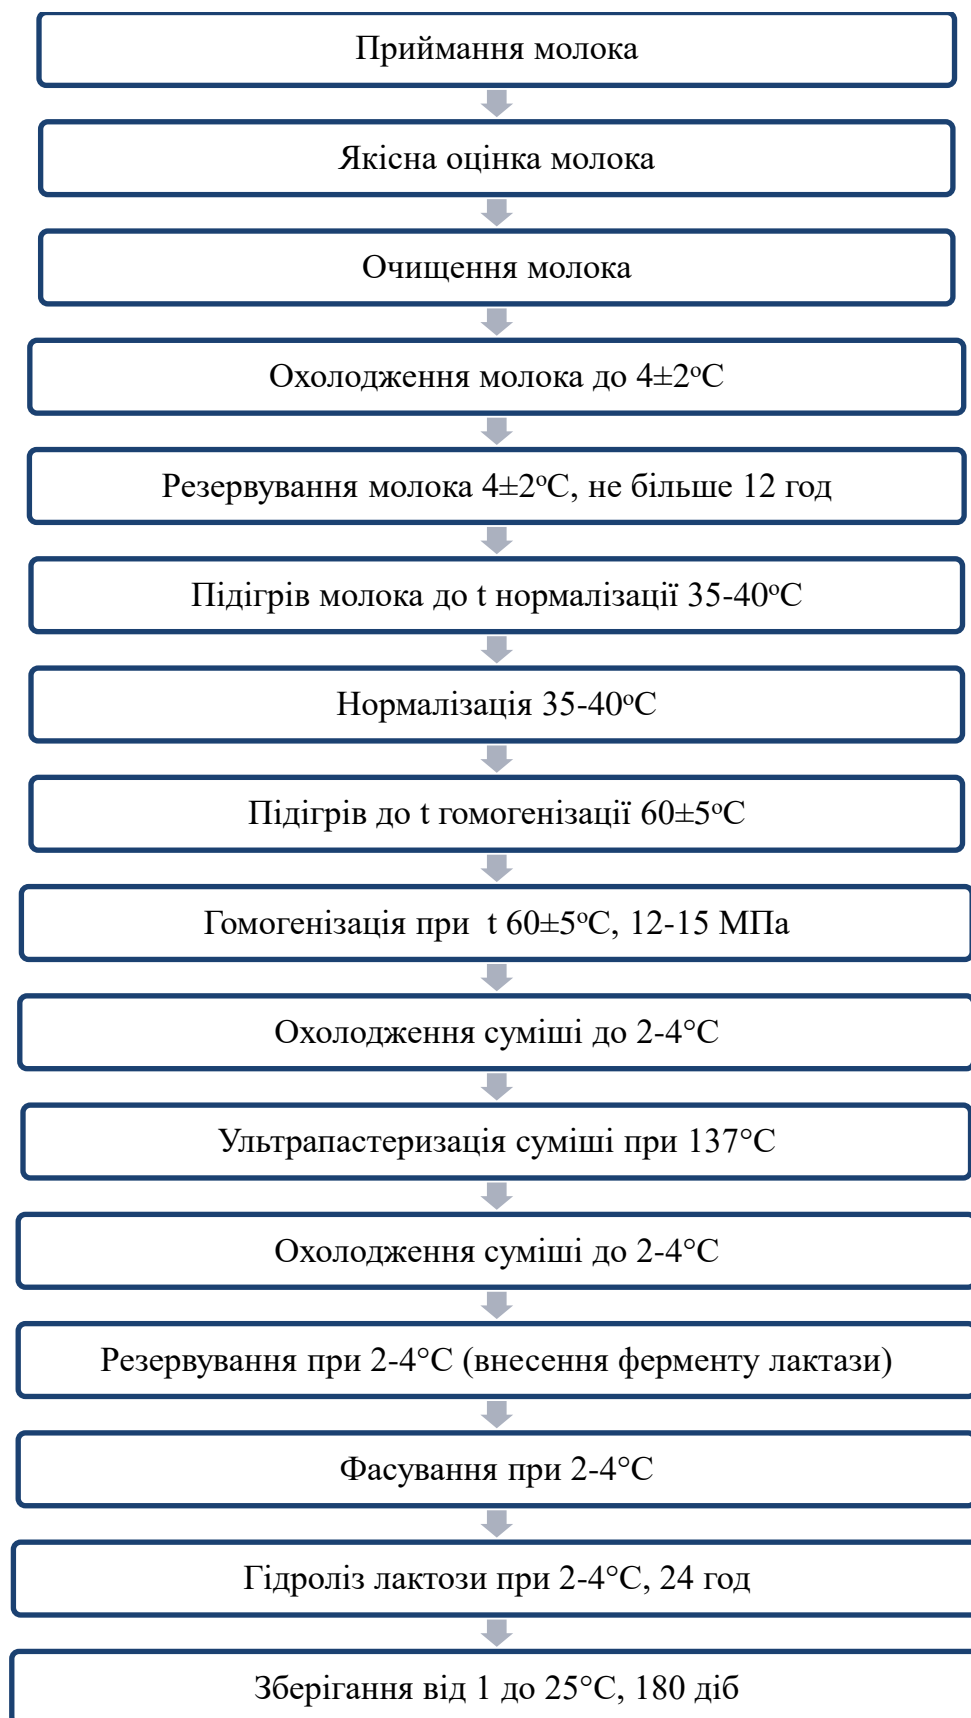 Приймання молока
Якісна оцінка молока
Очищення молока
Охолодження молока до 4±2ºС
Резервування молока 4±2ºС, не більше 12 год
Підігрів молока до t нормалізації 35-40ºС
Нормалізація 35-40ºС
Підігрів до t гомогенізації 60±5ºС
Гомогенізація при t 60±5ºС, 12-15 МПа
Охолодження суміші до 2-4°С
Ультрапастеризація суміші при 137°С
Охолодження суміші до 2-4°С
Резервування при 2-4°С (внесення ферменту лактази)
Фасування при 2-4°С
Гідроліз лактози при 2-4°С, 24 год
Зберігання від 1 до 25°С, 180 діб